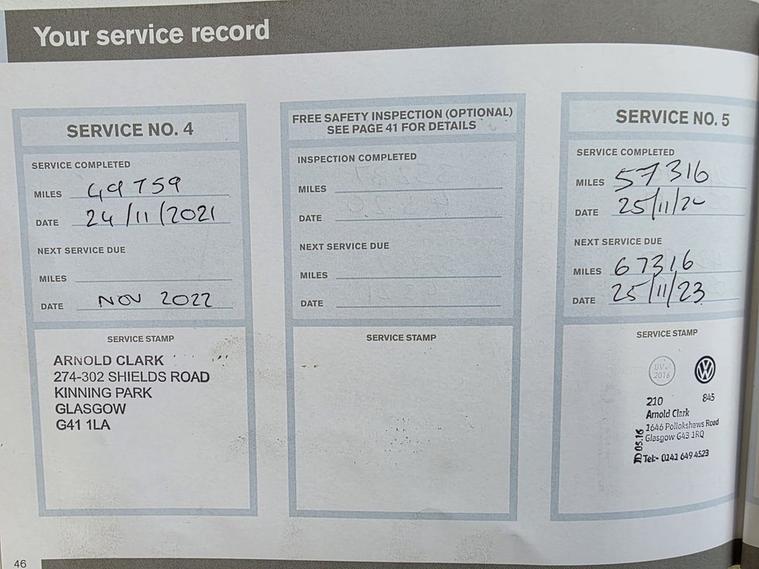 Your service record
SERVICE NO. 4
SERVICE COMPLETED
MILES 49759
DATE 24/11/2021
NEXT SERVICE DUE
MILES
DATE NOV 2022
SERVICE STAMP
ARNOLD CLARK
274-302 SHIELDS ROAD
KINNING PARK
GLASGOW
G41 1LA
FREE SAFETY INSPECTION (OPTIONAL)
SEE PAGE 41 FOR DETAILS
INSPECTION COMPLETED
MILES
DATE
NEXT SERVICE DUE
MILES
DATE
SERVICE STAMP
SERVICE NO. 5
SERVICE COMPLETED
MILES 57316
DATE 25/11/22
NEXT SERVICE DUE
MILES 67316
DATE 25/11/23
SERVICE STAMP
2016
210 845
Arnold Clark
1646 Pollokshaws Road
Glasgow G43 1RQ
Tel:- 0141 649 4523
05.16
46